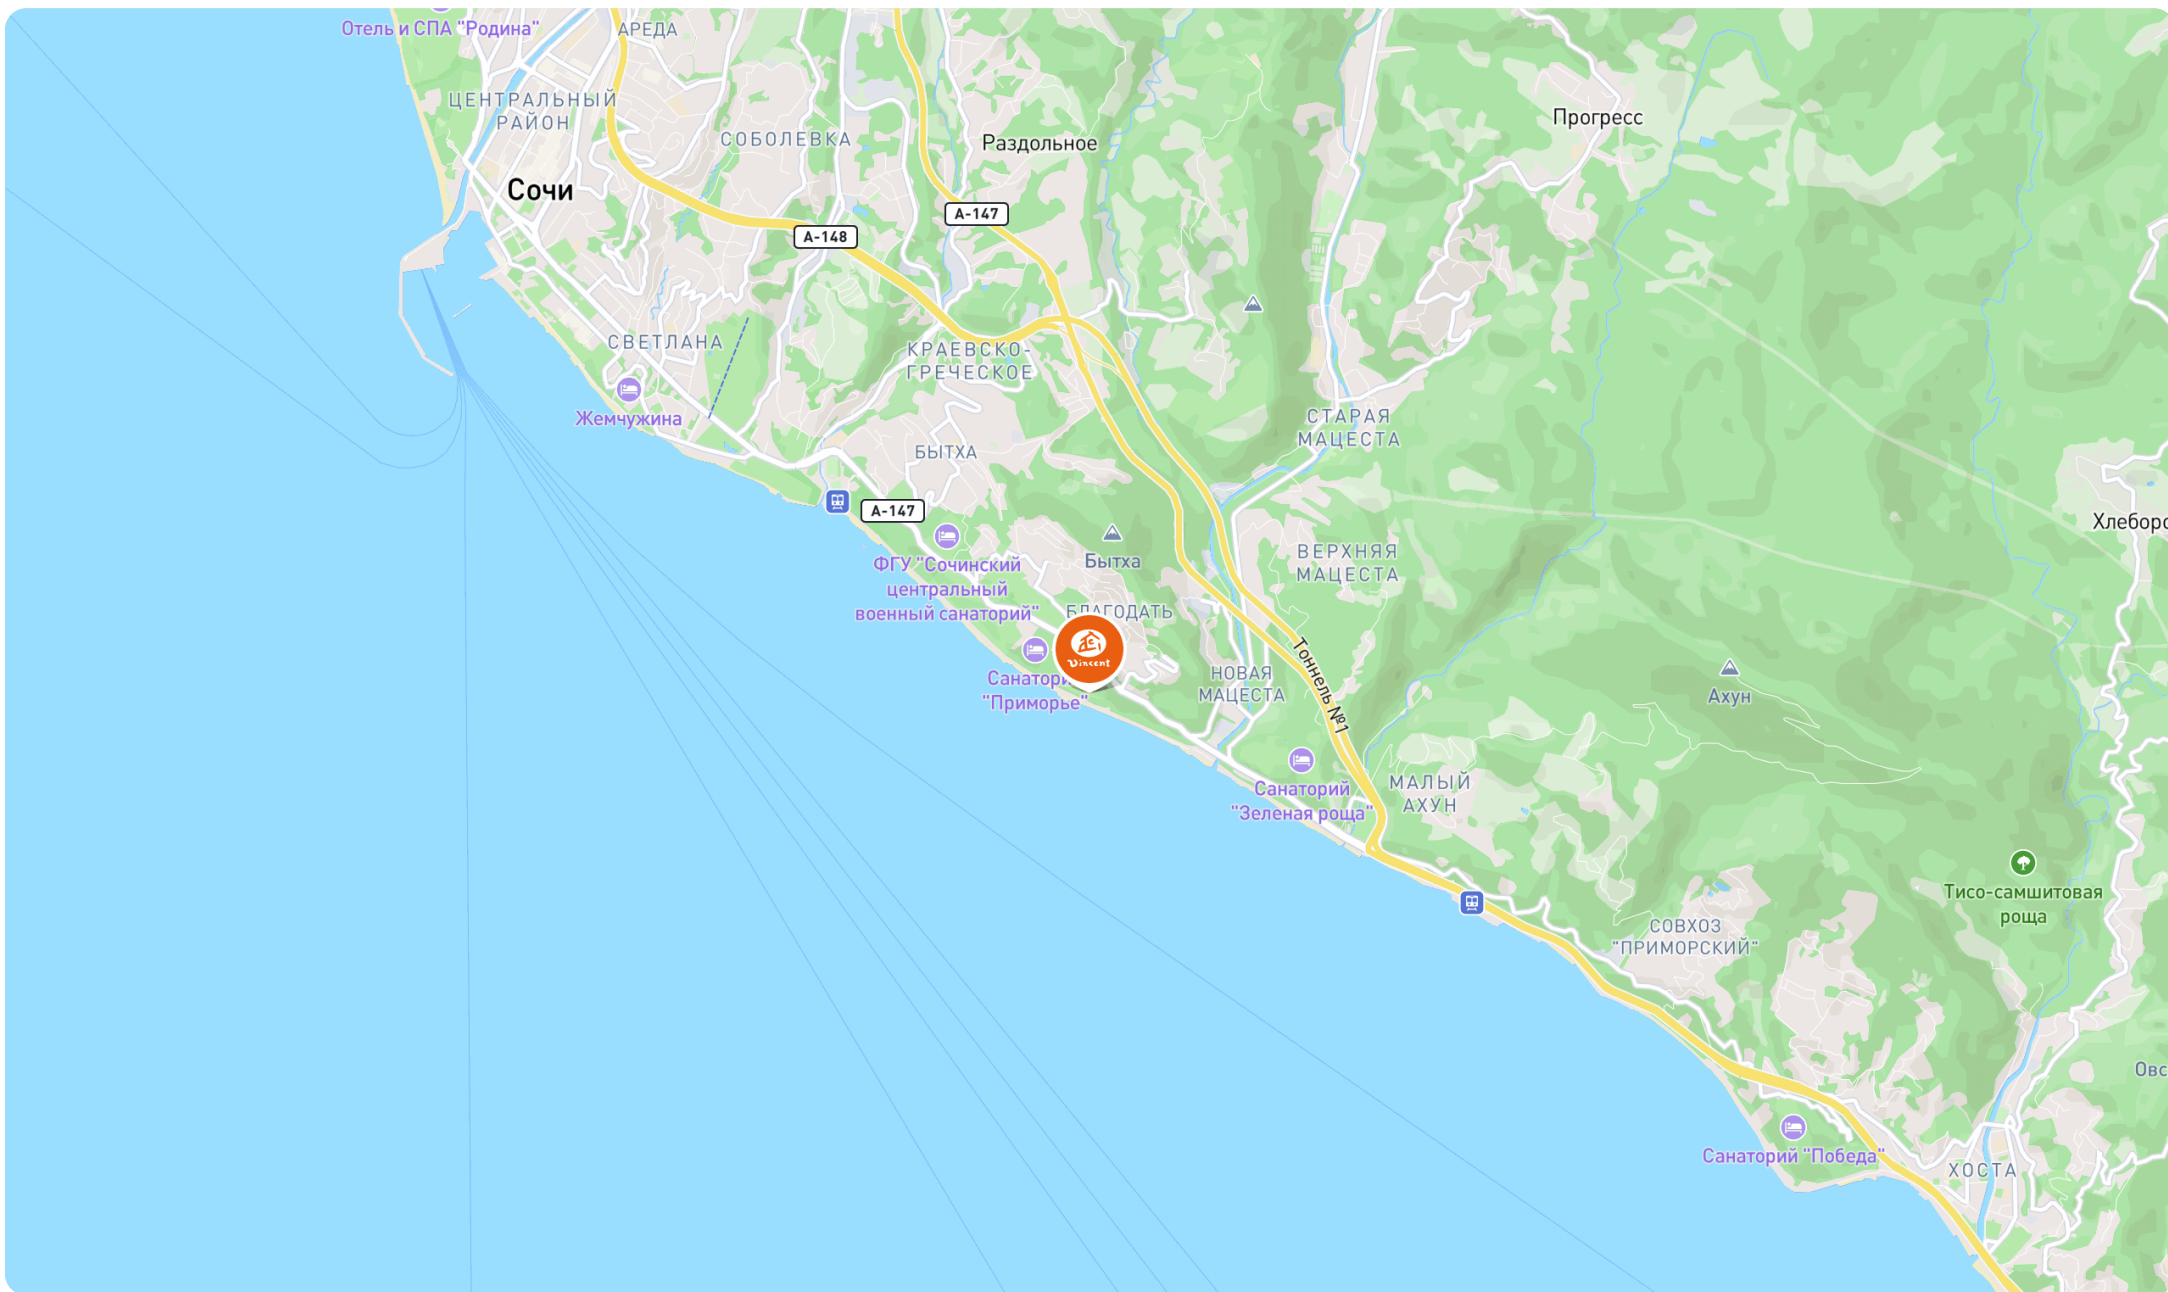 Отель и СПА "Родина"
АРЕДА
ЦЕНТРАЛЬНЫЙ
РАЙОН
СОБОЛЕВКА
Раздольное
Прогресс
Сочи
А-147
А-148
СВЕТЛАНА
КРАЕВСКО-
ГРЕЧЕСКОЕ
Жемчужина
СТАРАЯ
МАЦЕСТА
БЫТХА
А-147
Хлеборо
ФГУ "Сочинский
центральный
военный санаторий"
Бытха
ВЕРХНЯЯ
МАЦЕСТА
БЛАГОДАТЬ
Vincent
Санатори
"Приморье"
НОВАЯ
МАЦЕСТА
Тоннель №1
Ахун
Санаторий
"Зеленая роща"
МАЛЫЙ
АХУН
Тисо-самшитовая
роща
СОВХОЗ
"ПРИМОРСКИЙ"
Овс
Санаторий "Победа"
ХОСТА